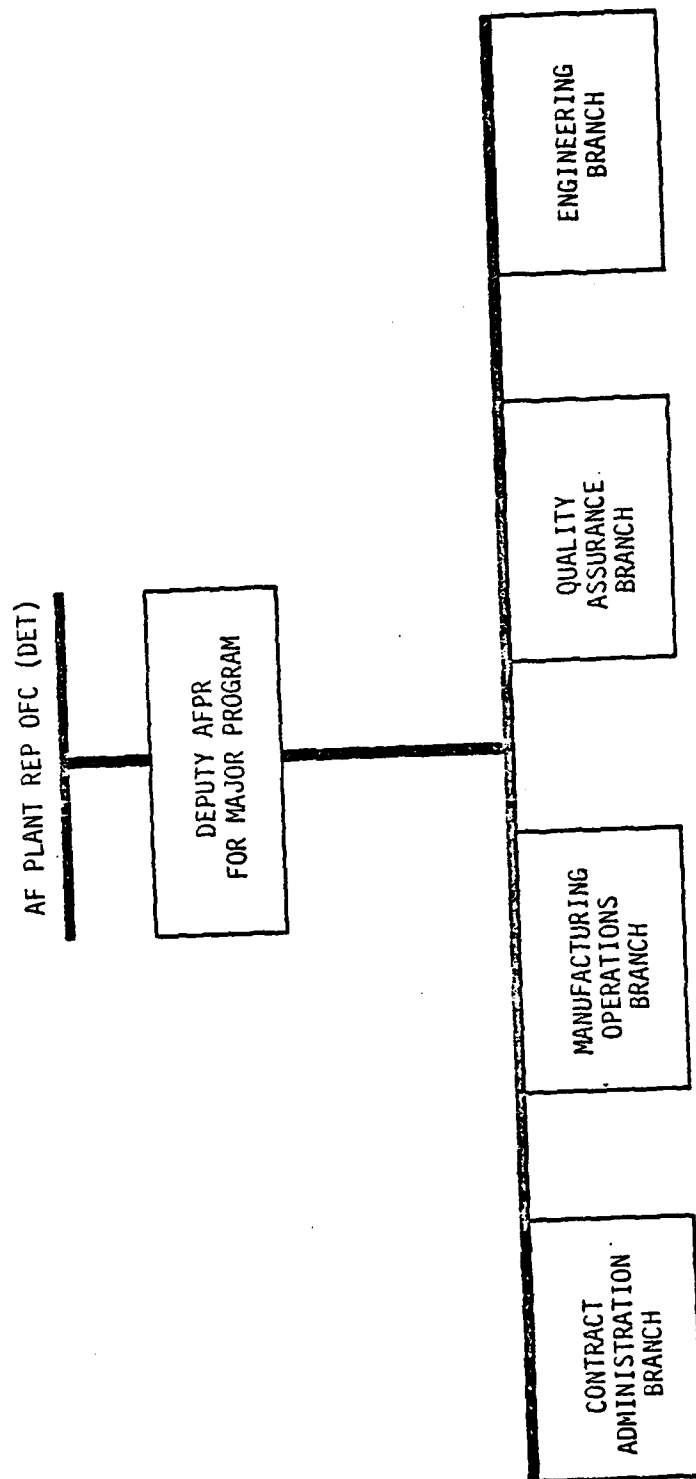 AF PLANT REP OFC (DET)
DEPUTY AFPR
FOR MAJOR PROGRAM
CONTRACT
ADMINISTRATION
BRANCH
MANUFACTURING
OPERATIONS
BRANCH
QUALITY
ASSURANCE
BRANCH
ENGINEERING
BRANCH